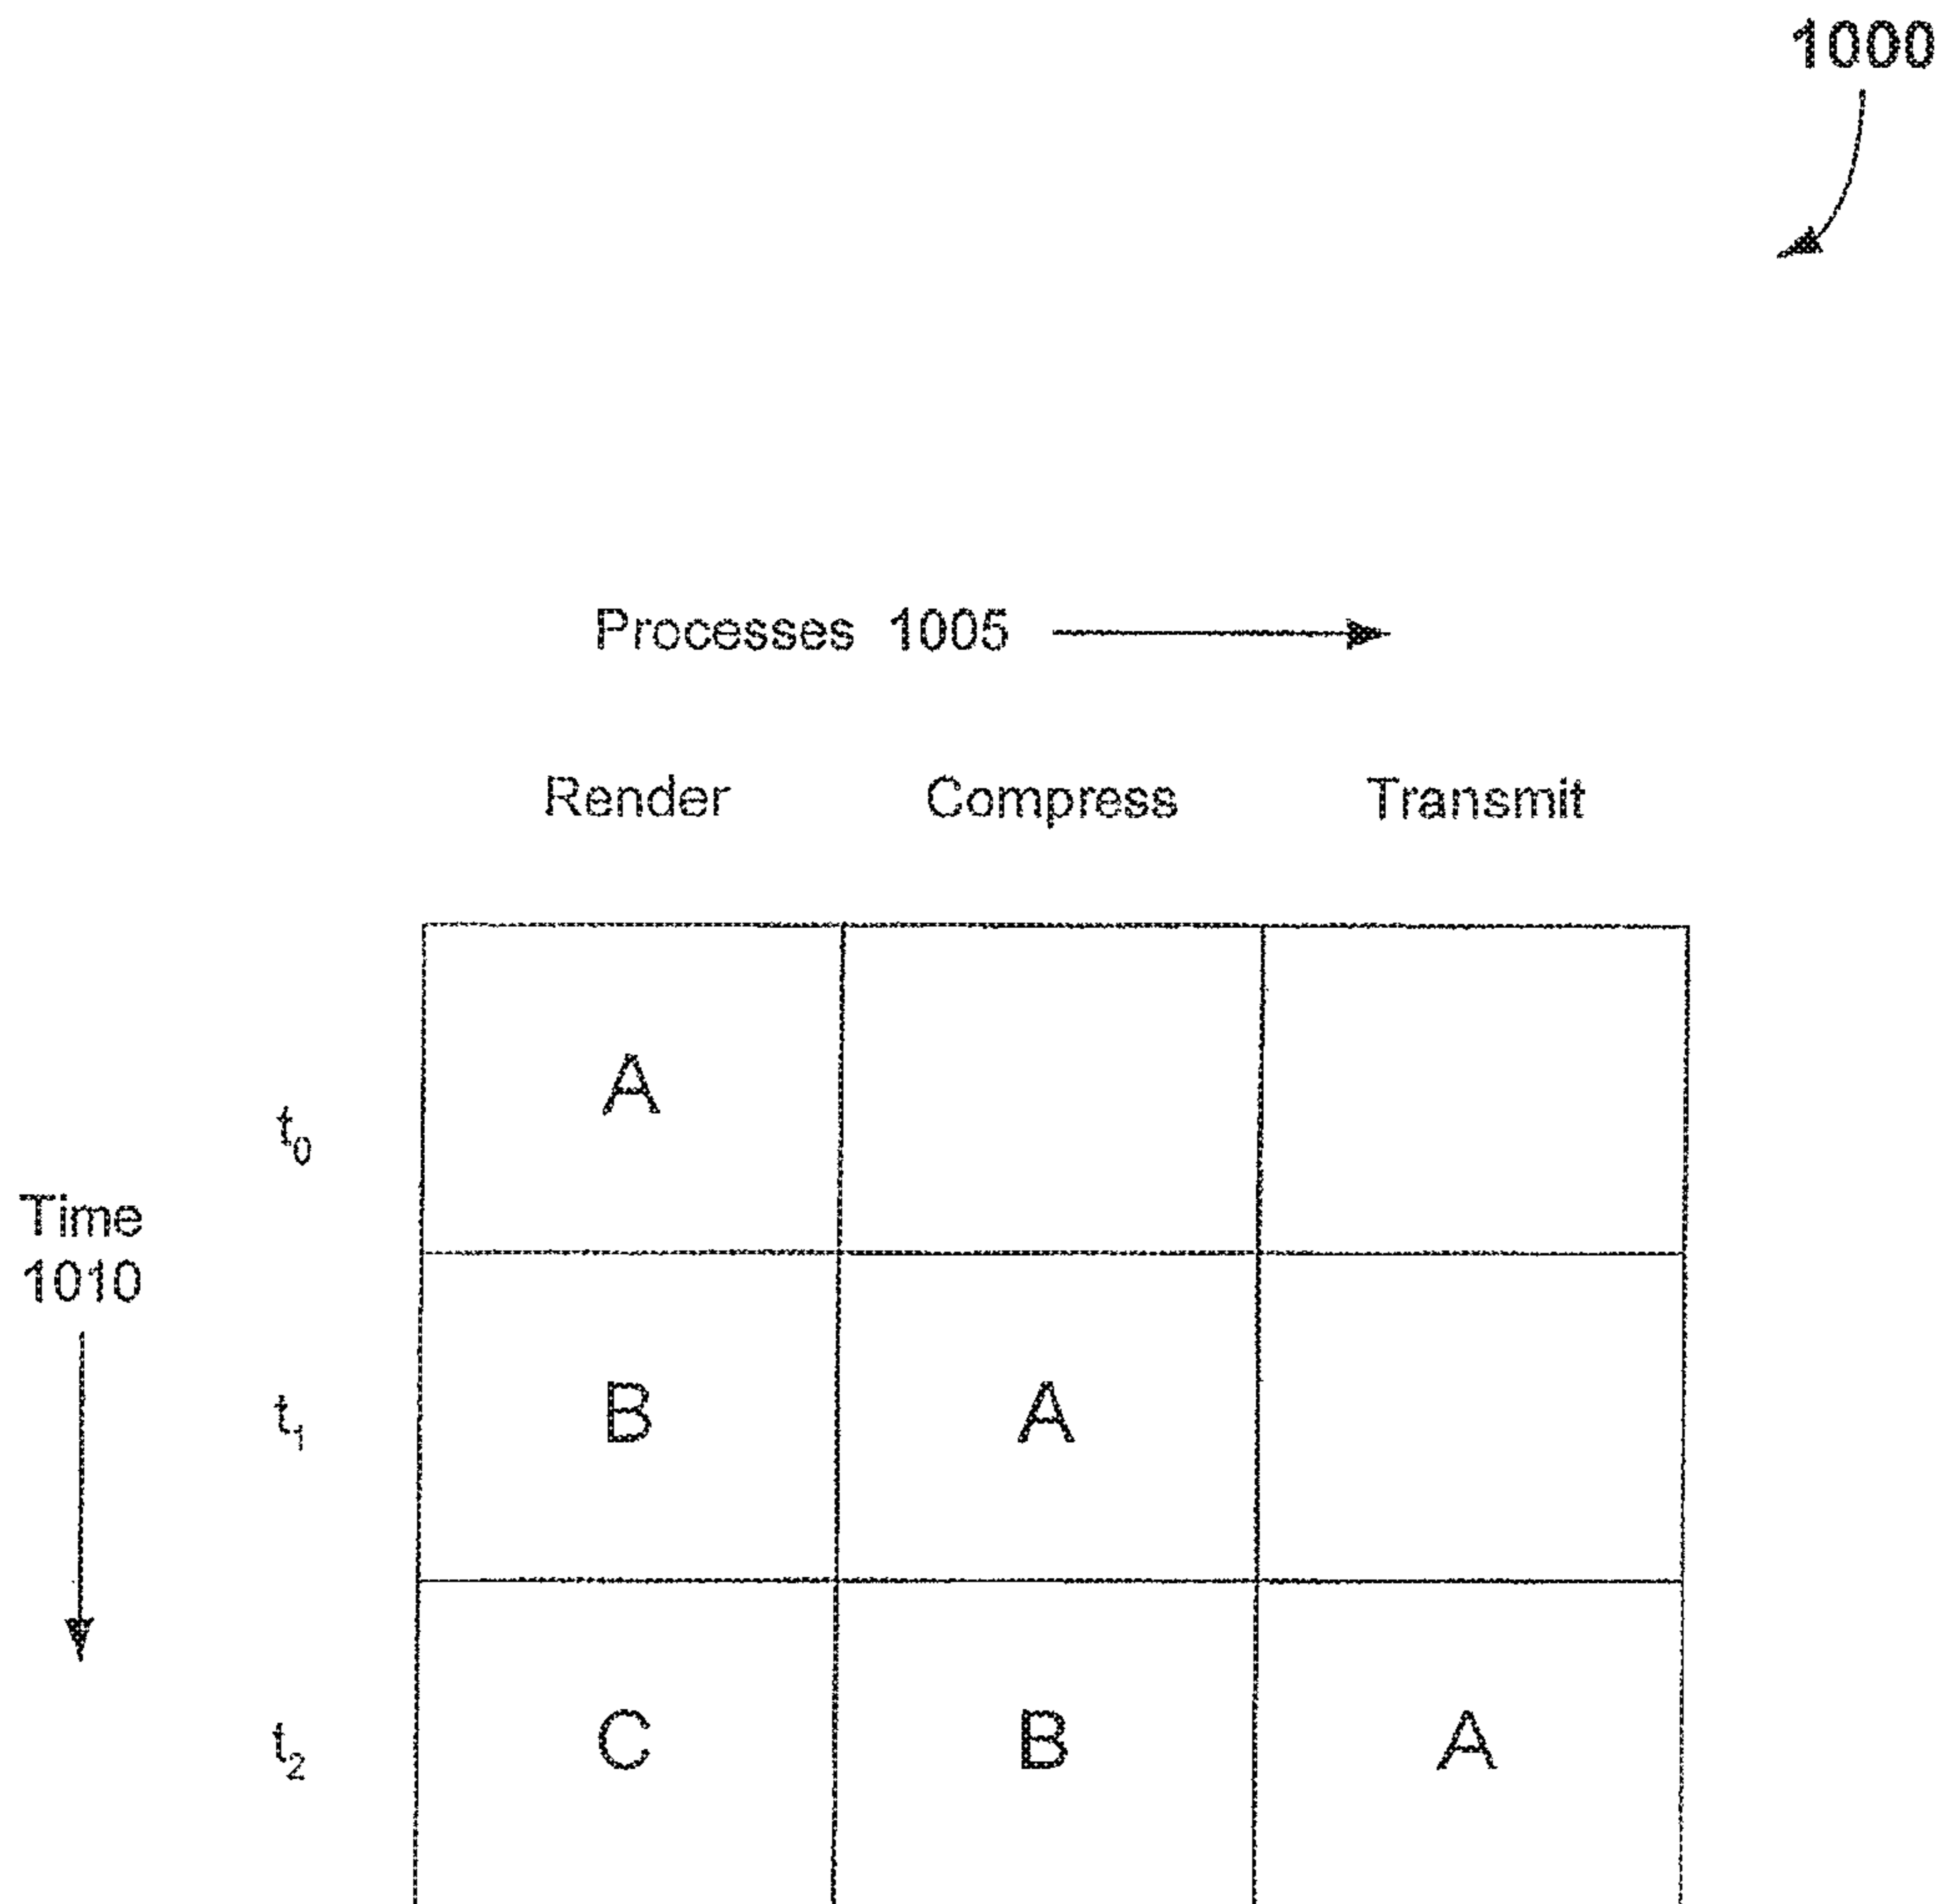 1000
Processes 1005
Render Compress Transmit
A
t0
Time
1010
B A
t1
C B A
t2